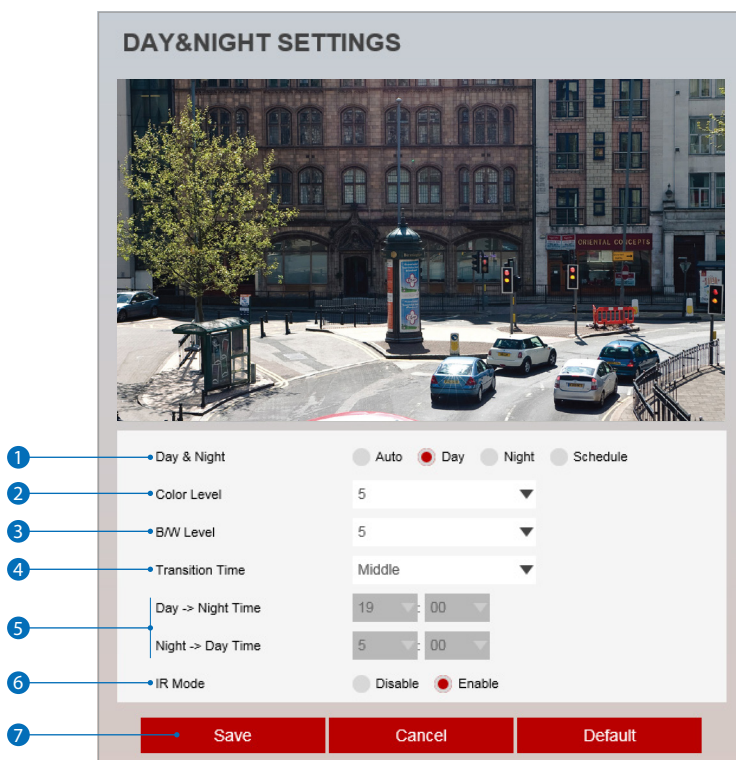 DAY&NIGHT SETTINGS
ORIENTAL CONCEPTS
1 Day & Night Auto Day Night Schedule
2 Color Level 5
3 B/W Level 5
4 Transition Time Middle
5 Day -> Night Time 19 : 00
Night -> Day Time 5 : 00
6 IR Mode Disable Enable
7 Save Cancel Default